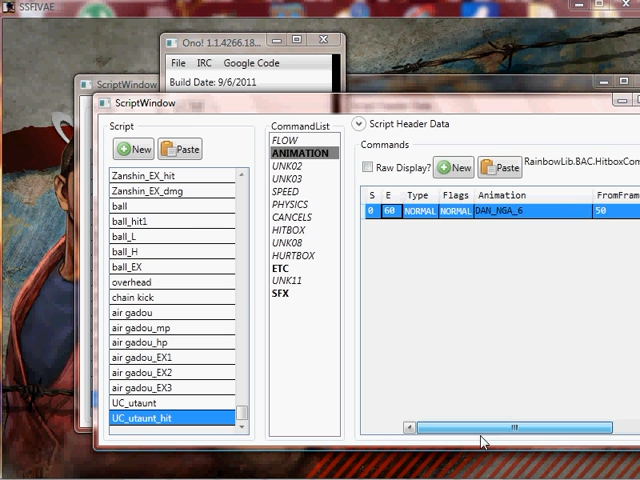 SSFIVAE
Ono! 1.1.4266.18...
File IRC Google Code
Build Date: 9/6/2011
ScriptWindow
ScriptWindow
Script
New
Paste
Zanshin_EX_hit
Zanshin_EX_dmg
ball
ball_hit1
ball_L
ball_H
ball_EX
overhead
chain kick
air gadou
air gadou_mp
air gadou_hp
air gadou_EX1
air gadou_EX2
air gadou_EX3
UC_utaunt
UC_utaunt_hit
CommandList
FLOW
ANIMATION
UNK02
UNK03
SPEED
PHYSICS
CANCELS
HITBOX
UNK08
HURTBOX
ETC
UNK11
SFX
Script Header Data
Commands
Raw Display?
New
Paste
RainbowLib.BAC.HitboxCom
S E Type Flags Animation FromFram
0 60 NORMAL NORMAL DAN_NGA_6 50